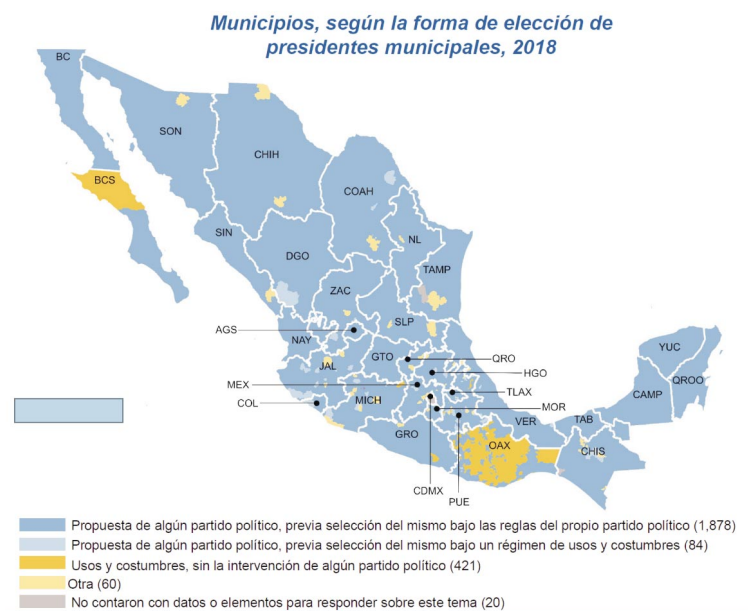 Municipios, según la forma de elección de
presidentes municipales, 2018
BC
SON
CHIH
BCS
COAH
SIN
NL
DGO
TAMP
ZAC
SLP
AGS
NAY
YUC
GTO
QRO
JAL
HGO
QROO
MEX
TLAX
CAMP
COL
MICH
MOR
VER
TAB
GRO
OAX
CHIS
CDMX
PUE
Propuesta de algún partido político, previa selección del mismo bajo las reglas del propio partido político (1,878)
Propuesta de algún partido político, previa selección del mismo bajo un régimen de usos y costumbres (84)
Usos y costumbres, sin la intervención de algún partido político (421)
Otra (60)
No contaron con datos o elementos para responder sobre este tema (20)